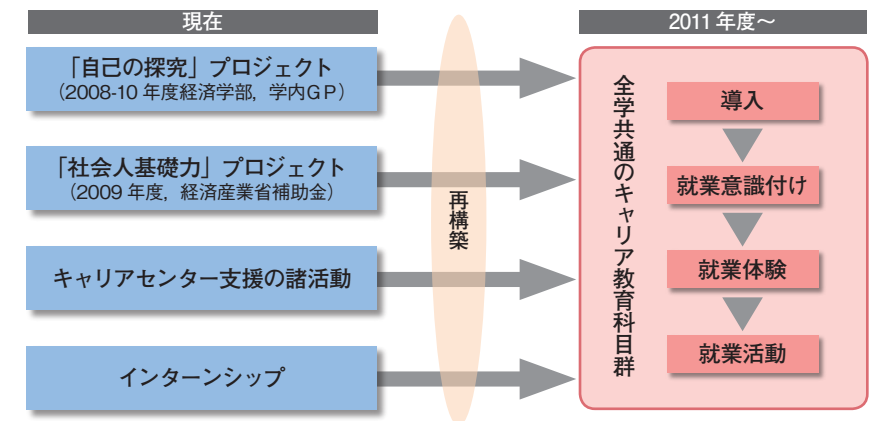 現在
2011年度～
「自己の探究」プロジェクト
（2008-10年度経済学部，学内GP）
「社会人基礎力」プロジェクト
（2009年度，経済産業省補助金）
キャリアセンター支援の諸活動
インターンシップ
再構築
全学共通のキャリア教育科目群
導入
就業意識付け
就業体験
就業活動